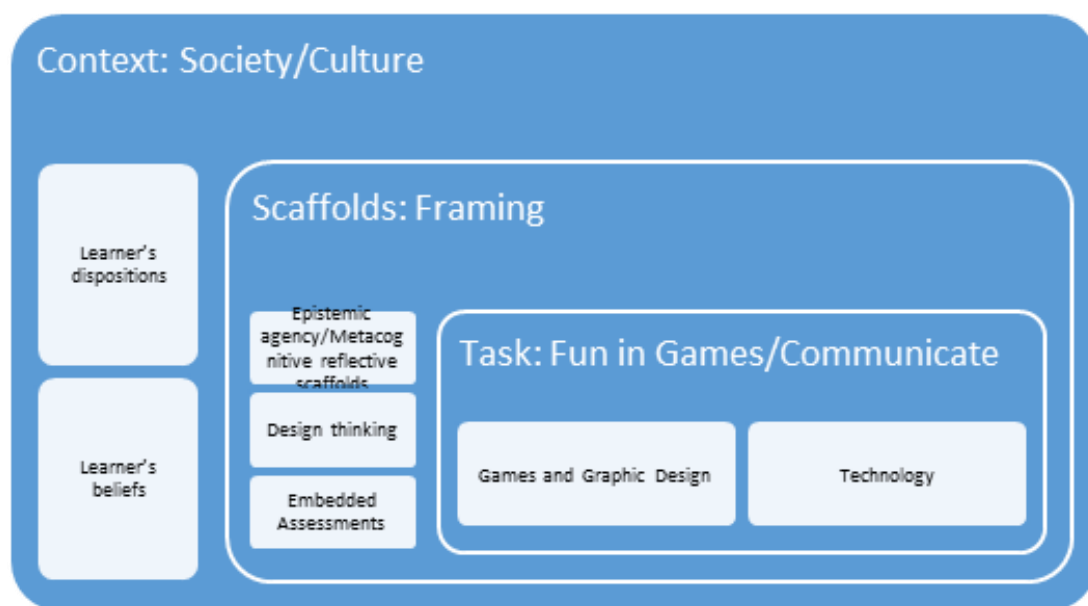 Context: Society/Culture
Learner's
dispositions
Learner's
beliefs
Scaffolds: Framing
Epistemic
agency/Metacog
nitive reflective
scaffolds
Design thinking
Embedded
Assessments
Task: Fun in Games/Communicate
Games and Graphic Design
Technology